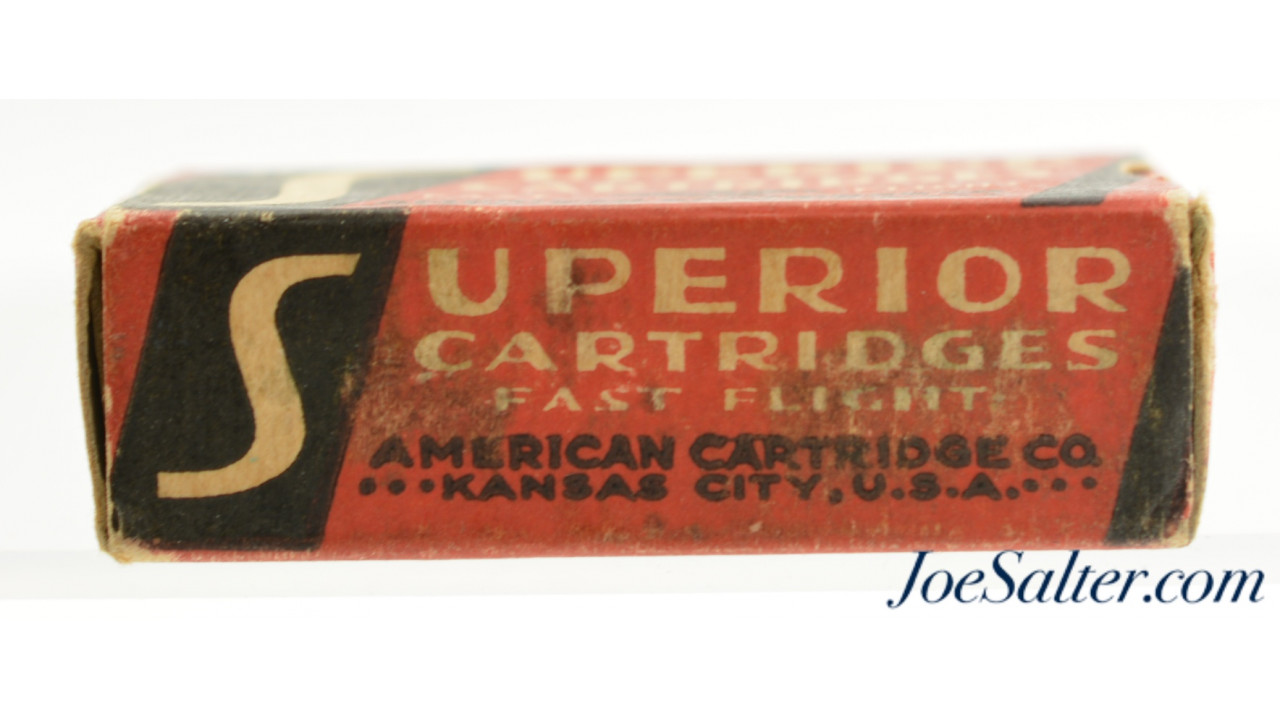 SUPERIOR
CARTRIDGES
FAST FLIGHT
AMERICAN CARTRIDGE CO.
...KANSAS CITY, U.S.A....
JoeSalter.com